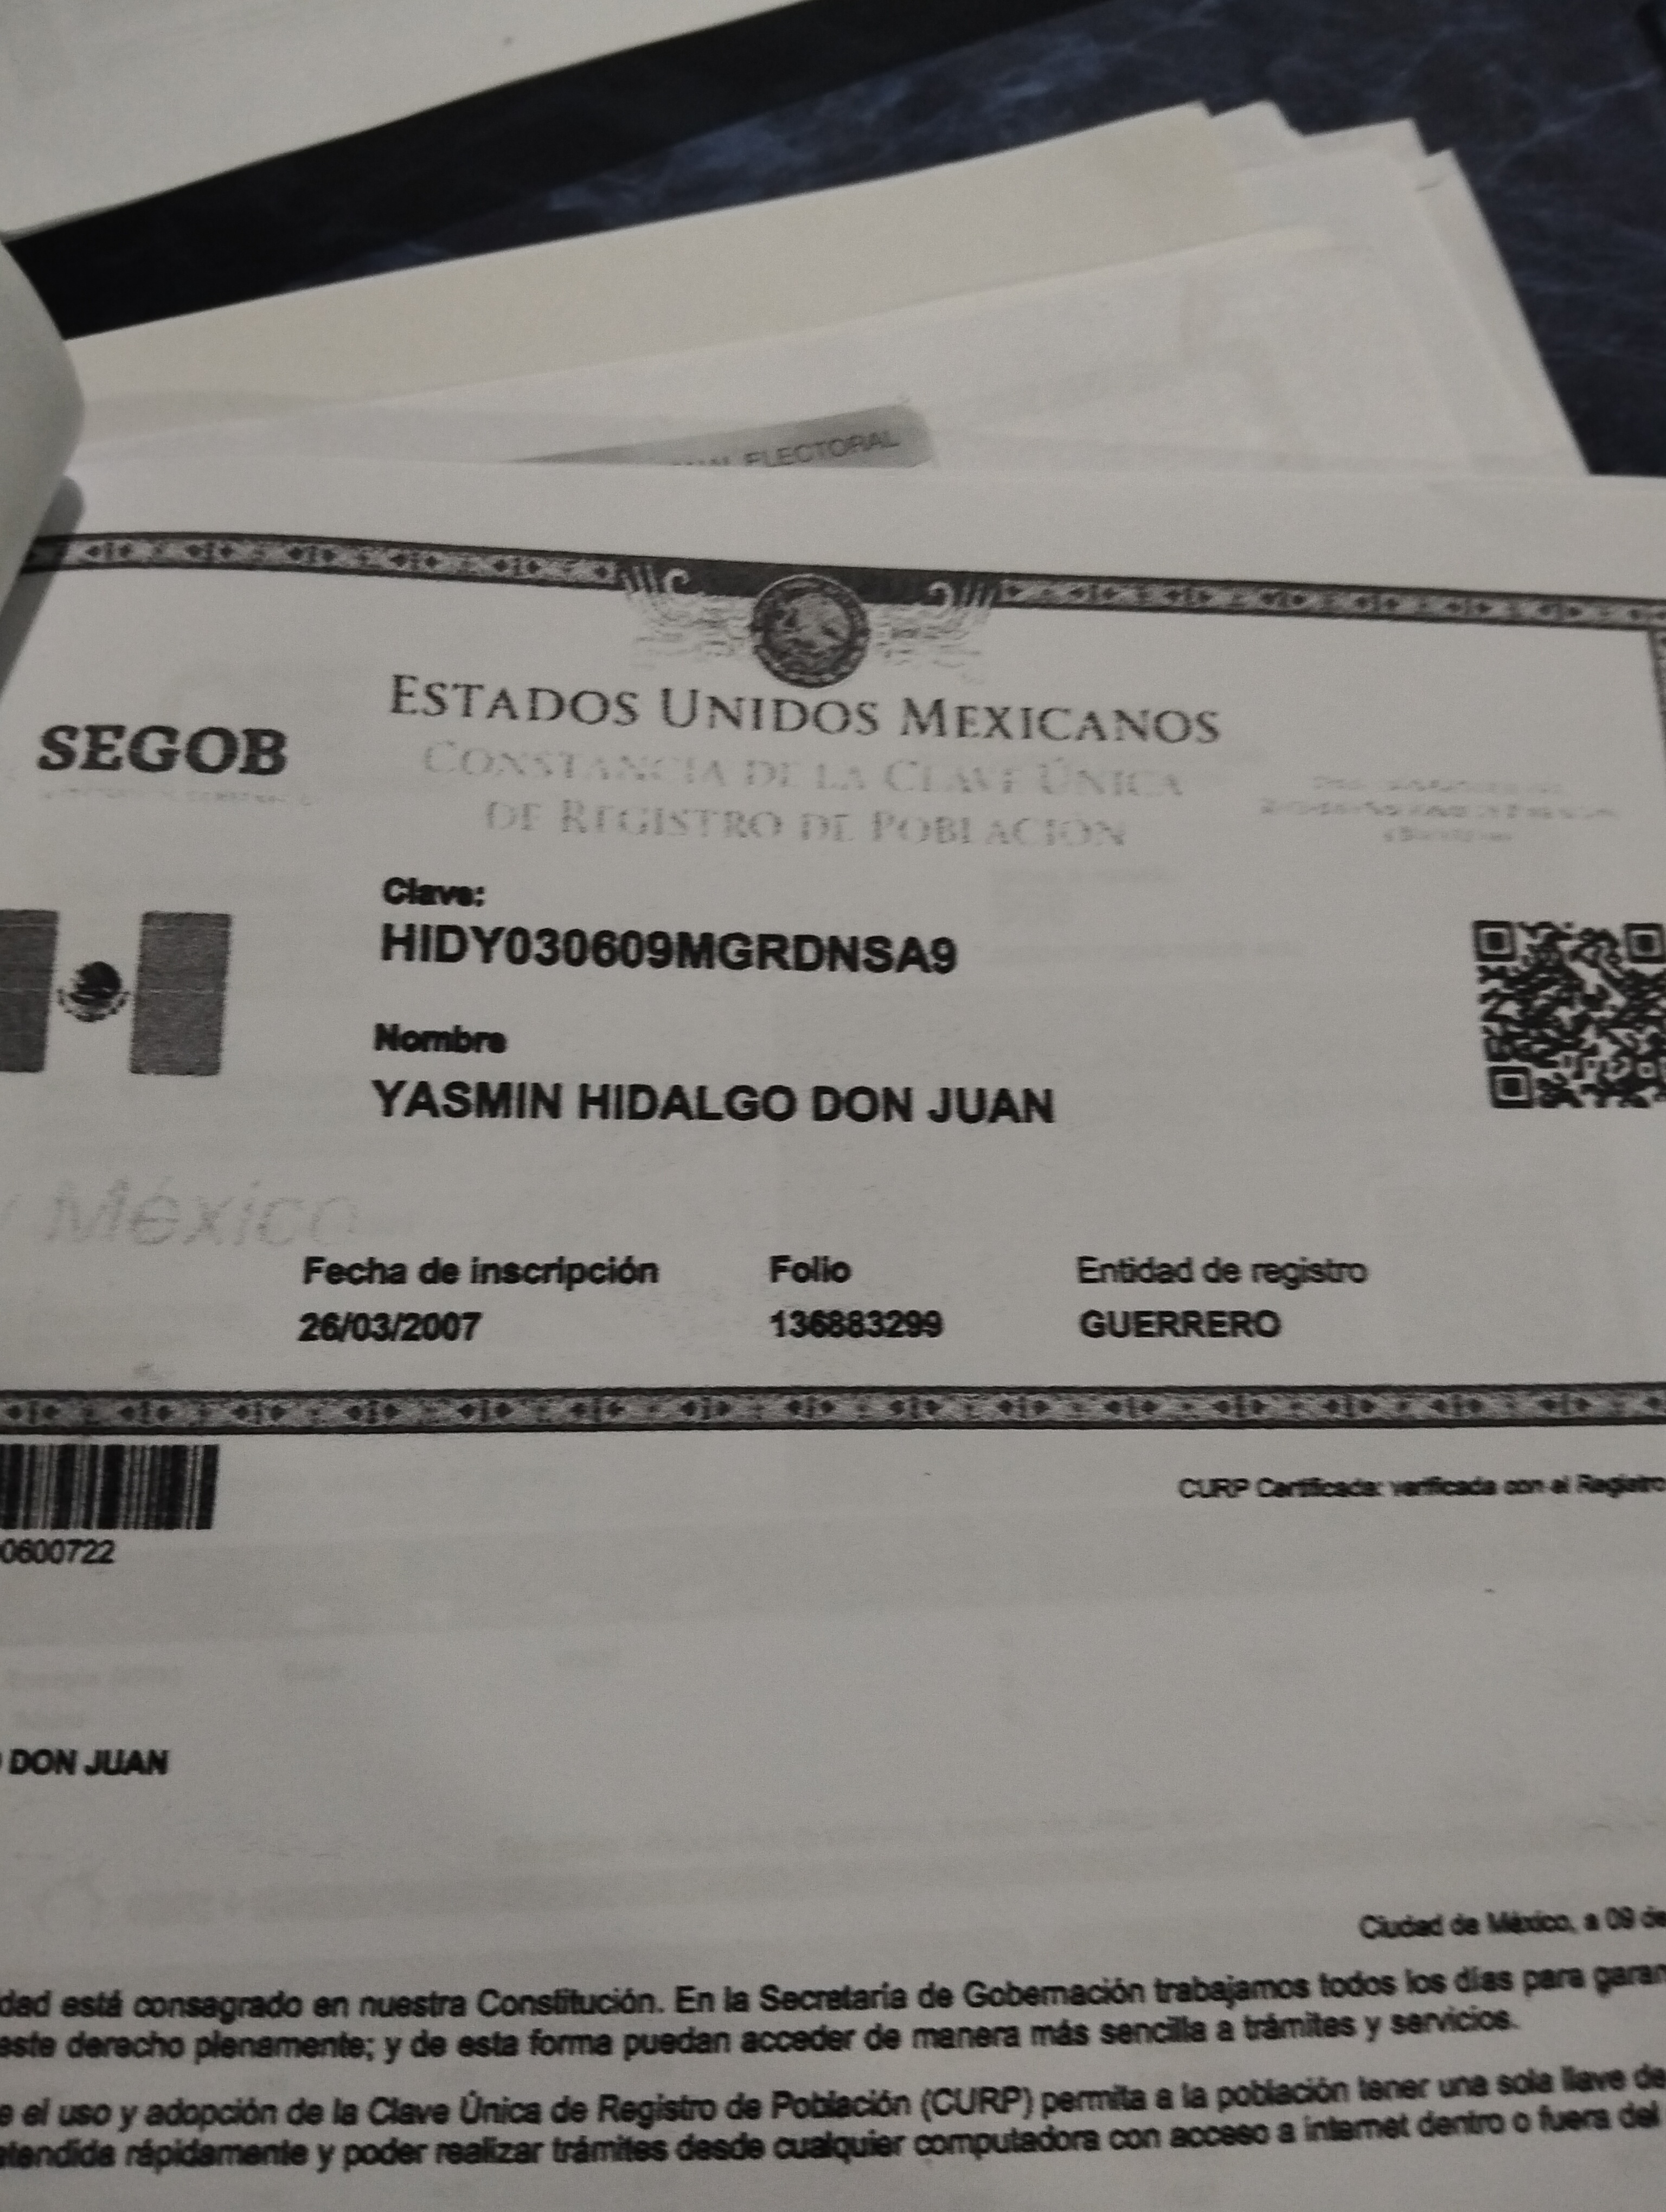 ELECTORAL
ESTADOS UNIDOS MEXICANOS
SEGOB
CONSTANCIA DE LA CLAVE ÚNICA
DE REGISTRO DE POBLACIÓN
Clave:
HIDY030609MGRDNSA9
Nombre
YASMIN HIDALGO DON JUAN
México
Fecha de inscripción Folio Entidad de registro
26/03/2007 136883299 GUERRERO
CURP Certificada: verificada con el Registro
0600722
DON JUAN
Ciudad de México, a 09 de
dad está consagrado en nuestra Constitución. En la Secretaría de Gobernación trabajamos todos los días para garan
este derecho plenamente; y de esta forma puedan acceder de manera más sencilla a trámites y servicios.
e el uso y adopción de la Clave Única de Registro de Población (CURP) permita a la población tener una sola llave de
tendida rápidamente y poder realizar trámites desde cualquier computadora con acceso a internet dentro o fuera del